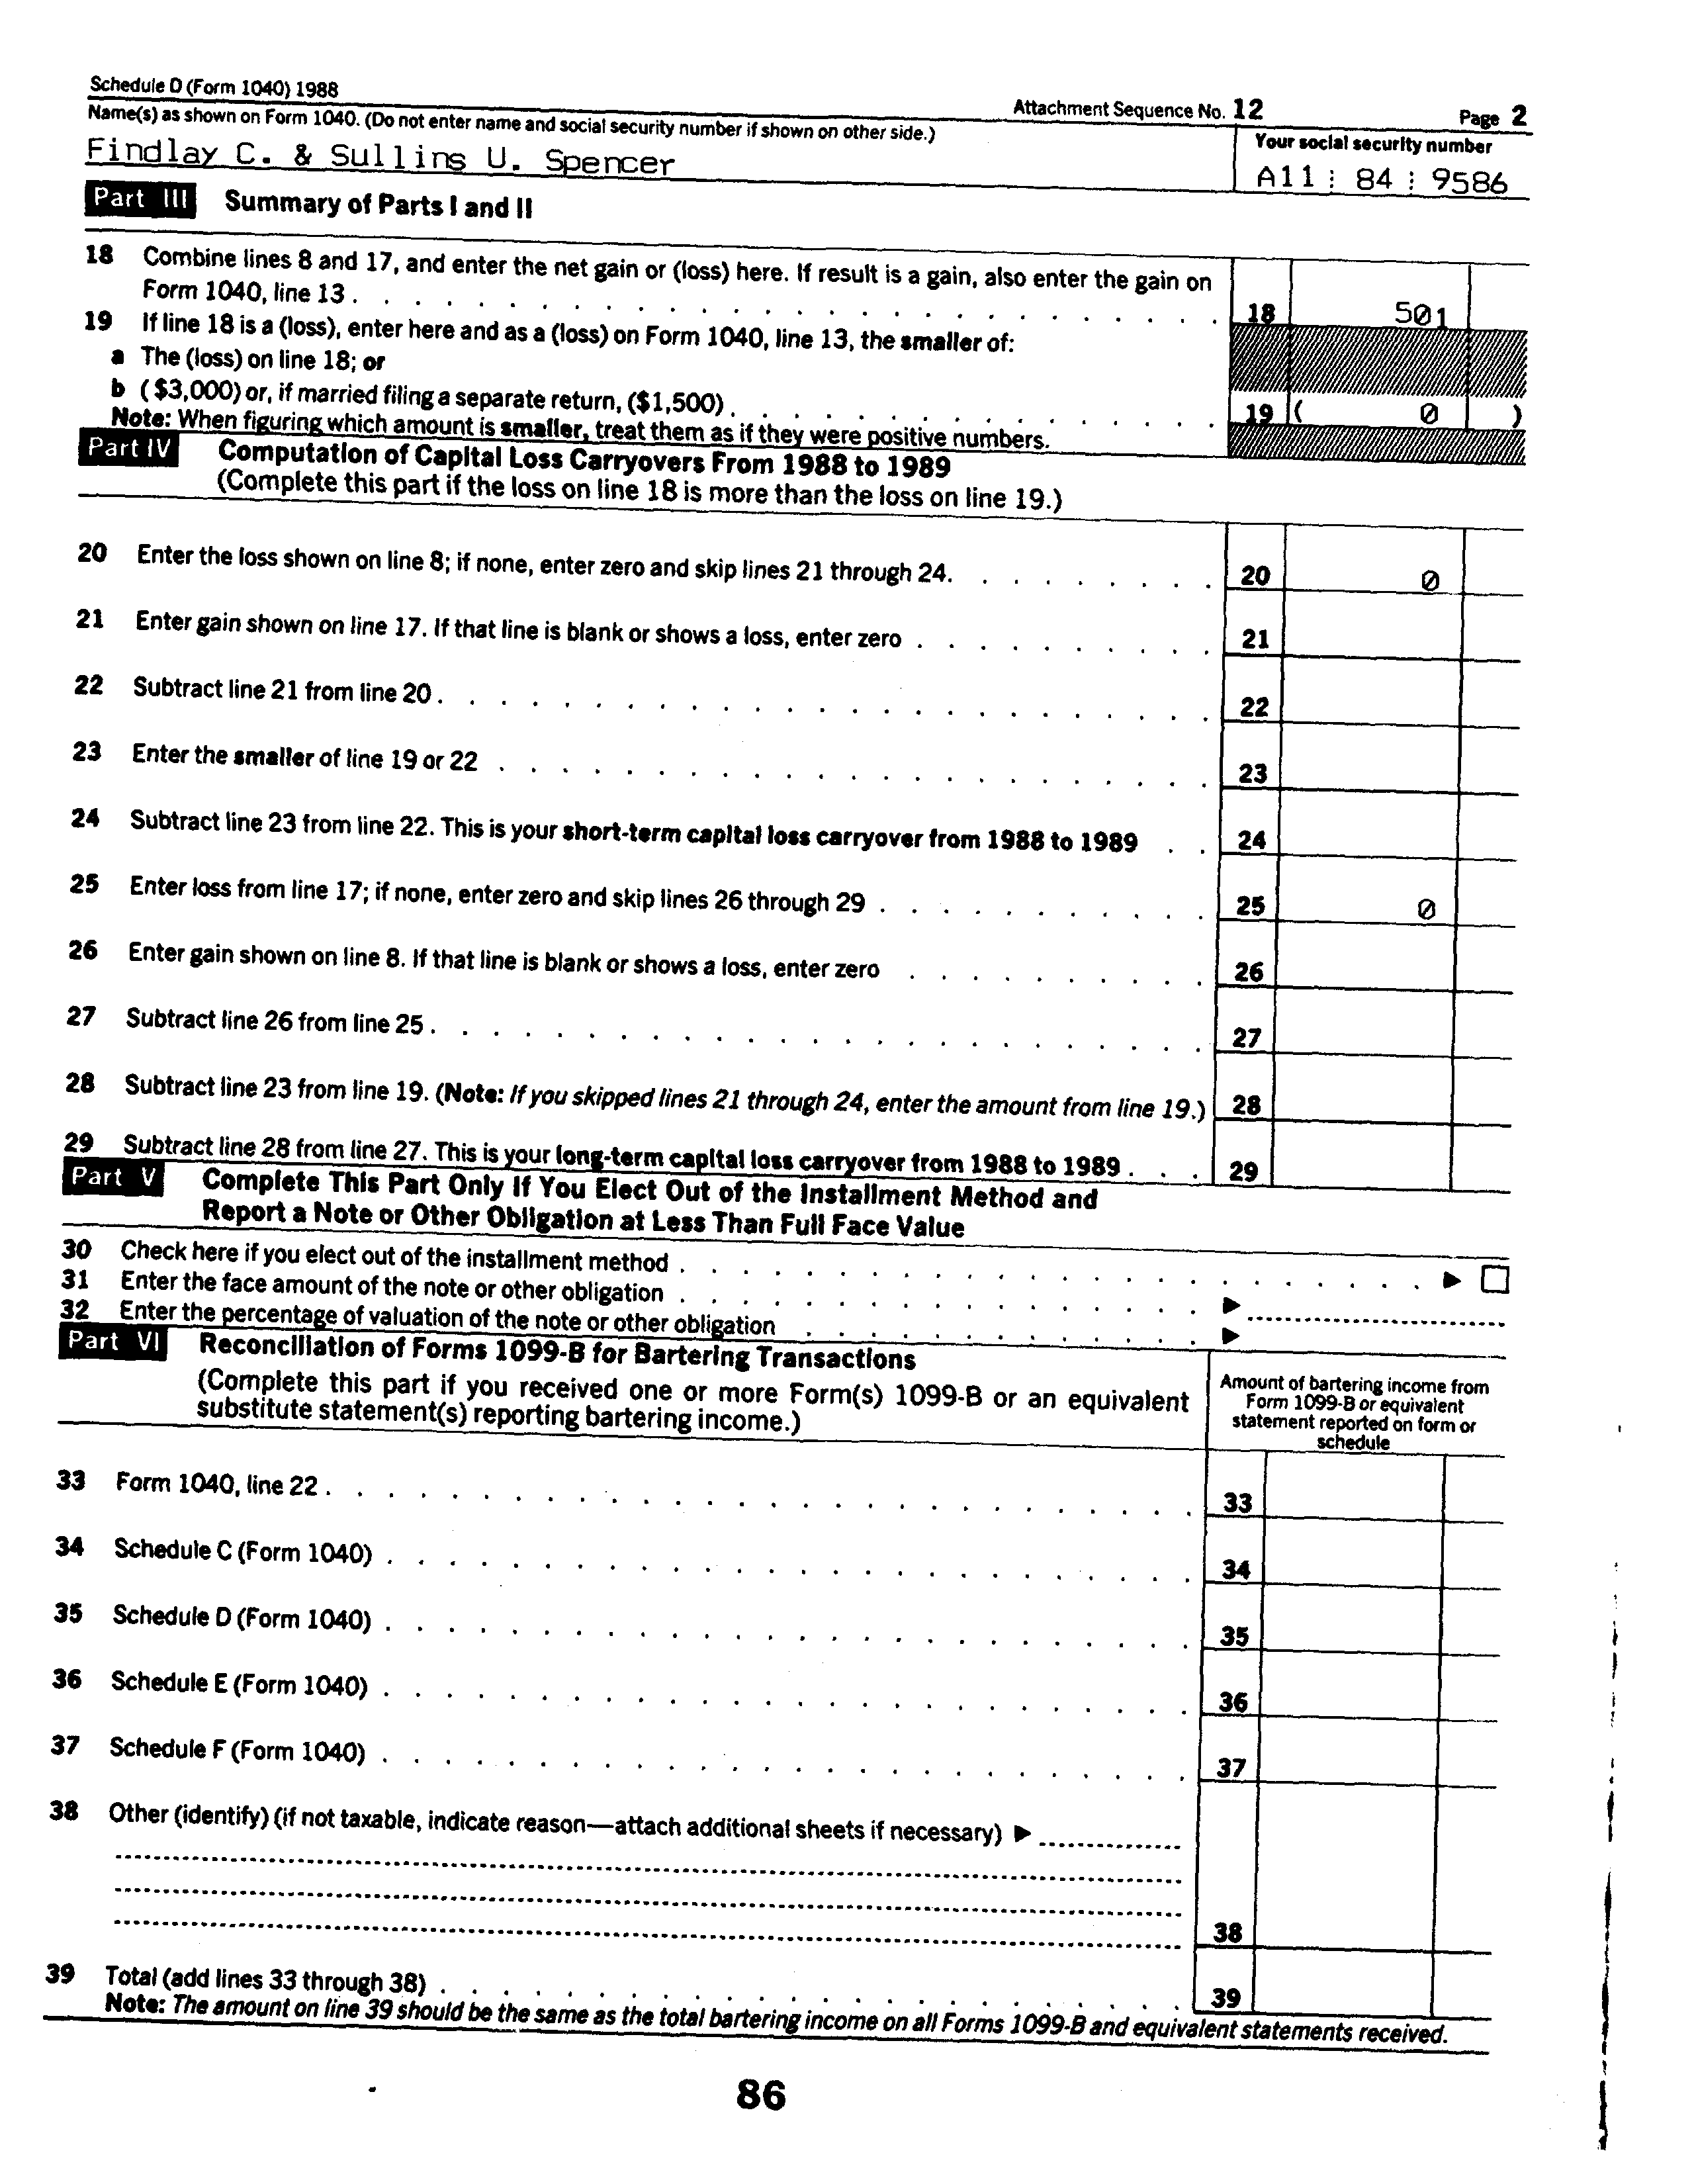 Schedule D (Form 1040) 1988
Attachment Sequence No. 12
Page 2
Name(s) as shown on Form 1040. (Do not enter name and social security number if shown on other side.)
Your social security number
Findlay C. & Sullins U. Spencer
A11 84 9586
Part III Summary of Parts I and II
18 Combine lines 8 and 17, and enter the net gain or (loss) here. If result is a gain, also enter the gain on
Form 1040, line 13 . . . . . . . . . . . . . . . . . . . . . . . . . . . . 18 501
19 If line 18 is a (loss), enter here and as a (loss) on Form 1040, line 13, the smaller of:
a The (loss) on line 18; or
b ($3,000) or, if married filing a separate return, ($1,500) . . . . . . . . . . . . . . . . 19 ( 0 )
Note: When figuring which amount is smaller, treat them as if they were positive numbers.
Part IV Computation of Capital Loss Carryovers From 1988 to 1989
(Complete this part if the loss on line 18 is more than the loss on line 19.)
20 Enter the loss shown on line 8; if none, enter zero and skip lines 21 through 24. . . . . . . . . 20 0
21 Enter gain shown on line 17. If that line is blank or shows a loss, enter zero . . . . . . . . . . 21
22 Subtract line 21 from line 20 . . . . . . . . . . . . . . . . . . . . . . . . . 22
23 Enter the smaller of line 19 or 22 . . . . . . . . . . . . . . . . . . . . . . . 23
24 Subtract line 23 from line 22. This is your short-term capital loss carryover from 1988 to 1989 . . 24
25 Enter loss from line 17; if none, enter zero and skip lines 26 through 29 . . . . . . . . . . . 25 0
26 Enter gain shown on line 8. If that line is blank or shows a loss, enter zero . . . . . . . . . . 26
27 Subtract line 26 from line 25 . . . . . . . . . . . . . . . . . . . . . . . . . 27
28 Subtract line 23 from line 19. (Note: If you skipped lines 21 through 24, enter the amount from line 19.) 28
29 Subtract line 28 from line 27. This is your long-term capital loss carryover from 1988 to 1989 . . . 29
Part V Complete This Part Only If You Elect Out of the Installment Method and
Report a Note or Other Obligation at Less Than Full Face Value
30 Check here if you elect out of the installment method . . . . . . . . . . . . . . . . . . . . . . . . ▶ □
31 Enter the face amount of the note or other obligation . . . . . . . . . . . . . . . . . ▶
32 Enter the percentage of valuation of the note or other obligation . . . . . . . . . . . . . ▶
Part VI Reconciliation of Forms 1099-B for Bartering Transactions
(Complete this part if you received one or more Form(s) 1099-B or an equivalent
substitute statement(s) reporting bartering income.)
Amount of bartering income from
Form 1099-B or equivalent
statement reported on form or
schedule
33 Form 1040, line 22 . . . . . . . . . . . . . . . . . . . . . . . . . . . . 33
34 Schedule C (Form 1040) . . . . . . . . . . . . . . . . . . . . . . . . . . 34
35 Schedule D (Form 1040) . . . . . . . . . . . . . . . . . . . . . . . . . . 35
36 Schedule E (Form 1040) . . . . . . . . . . . . . . . . . . . . . . . . . . 36
37 Schedule F (Form 1040) . . . . . . . . . . . . . . . . . . . . . . . . . . 37
38 Other (identify) (if not taxable, indicate reason—attach additional sheets if necessary) ▶
38
39 Total (add lines 33 through 38) . . . . . . . . . . . . . . . . . . . . . . . . 39
Note: The amount on line 39 should be the same as the total bartering income on all Forms 1099-B and equivalent statements received.
86